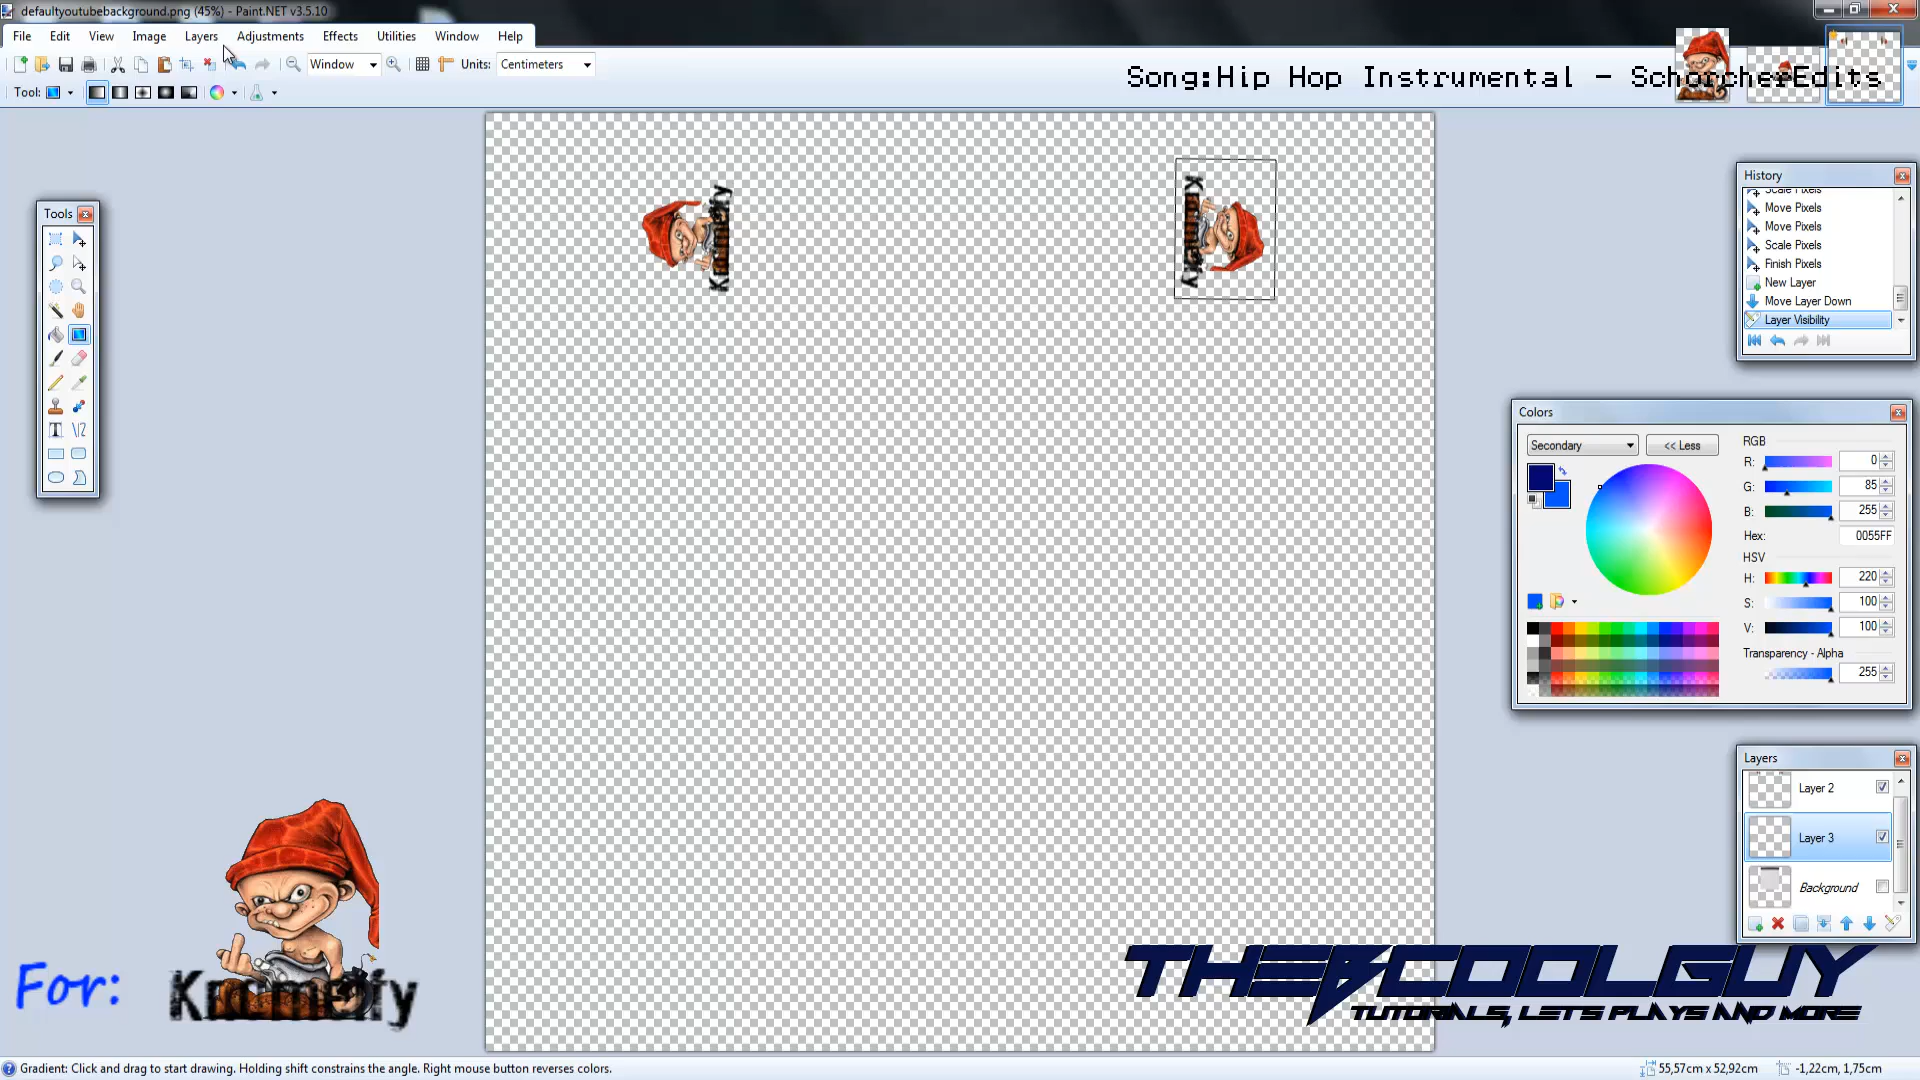 defaultyoutubebackground.png (45%) - Paint.NET v3.5.10
File Edit View Image Layers Adjustments Effects Utilities Window Help
Window Units: Centimeters
Song:Hip Hop Instrumental - SchorcherEdits
Tool:
Tools
History
Scale Pixels
Move Pixels
Move Pixels
Scale Pixels
Finish Pixels
New Layer
Move Layer Down
Layer Visibility
Colors
Secondary << Less RGB
R: 0
G: 85
B: 255
Hex: 0055FF
HSV
H: 220
S: 100
V: 100
Transparency - Alpha
255
Layers
Layer 2
Layer 3
Background
For:
THEVCOOLGUY
TUTORIALS, LETS PLAYS AND MORE
Gradient: Click and drag to start drawing. Holding shift constrains the angle. Right mouse button reverses colors.
55,57cm x 52,92cm -1,22cm, 1,75cm